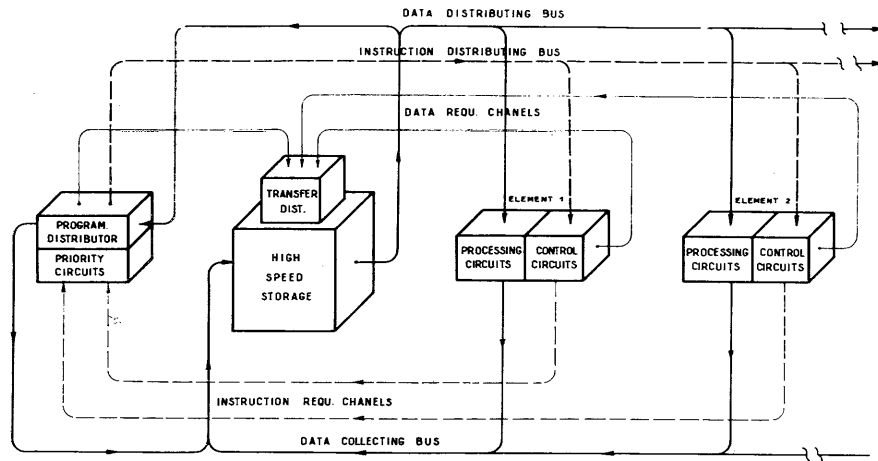 DATA DISTRIBUTING BUS
INSTRUCTION DISTRIBUTING BUS
DATA REQU. CHANELS
TRANSFER
DIST.
ELEMENT 1
ELEMENT 2
PROGRAM.
DISTRIBUTOR
PRIORITY
CIRCUITS
HIGH
SPEED
STORAGE
PROCESSING
CIRCUITS
CONTROL
CIRCUITS
PROCESSING
CIRCUITS
CONTROL
CIRCUITS
INSTRUCTION REQU. CHANELS
DATA COLLECTING BUS